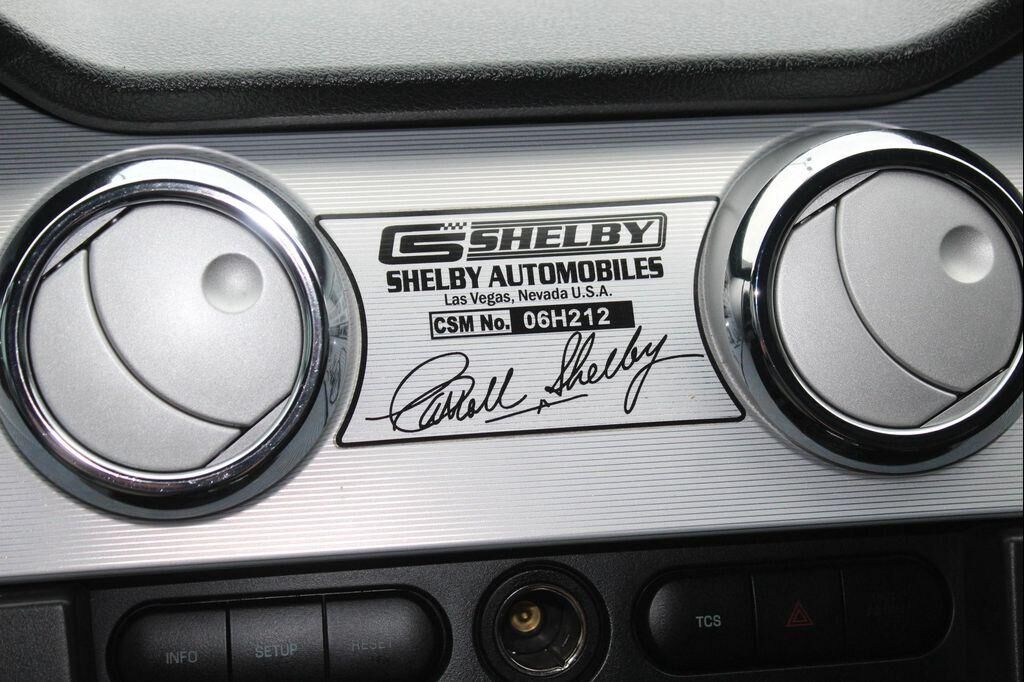 CS SHELBY
SHELBY AUTOMOBILES
Las Vegas, Nevada U.S.A.
CSM No. 06H212
Carroll Shelby
INFO SETUP RESET TCS